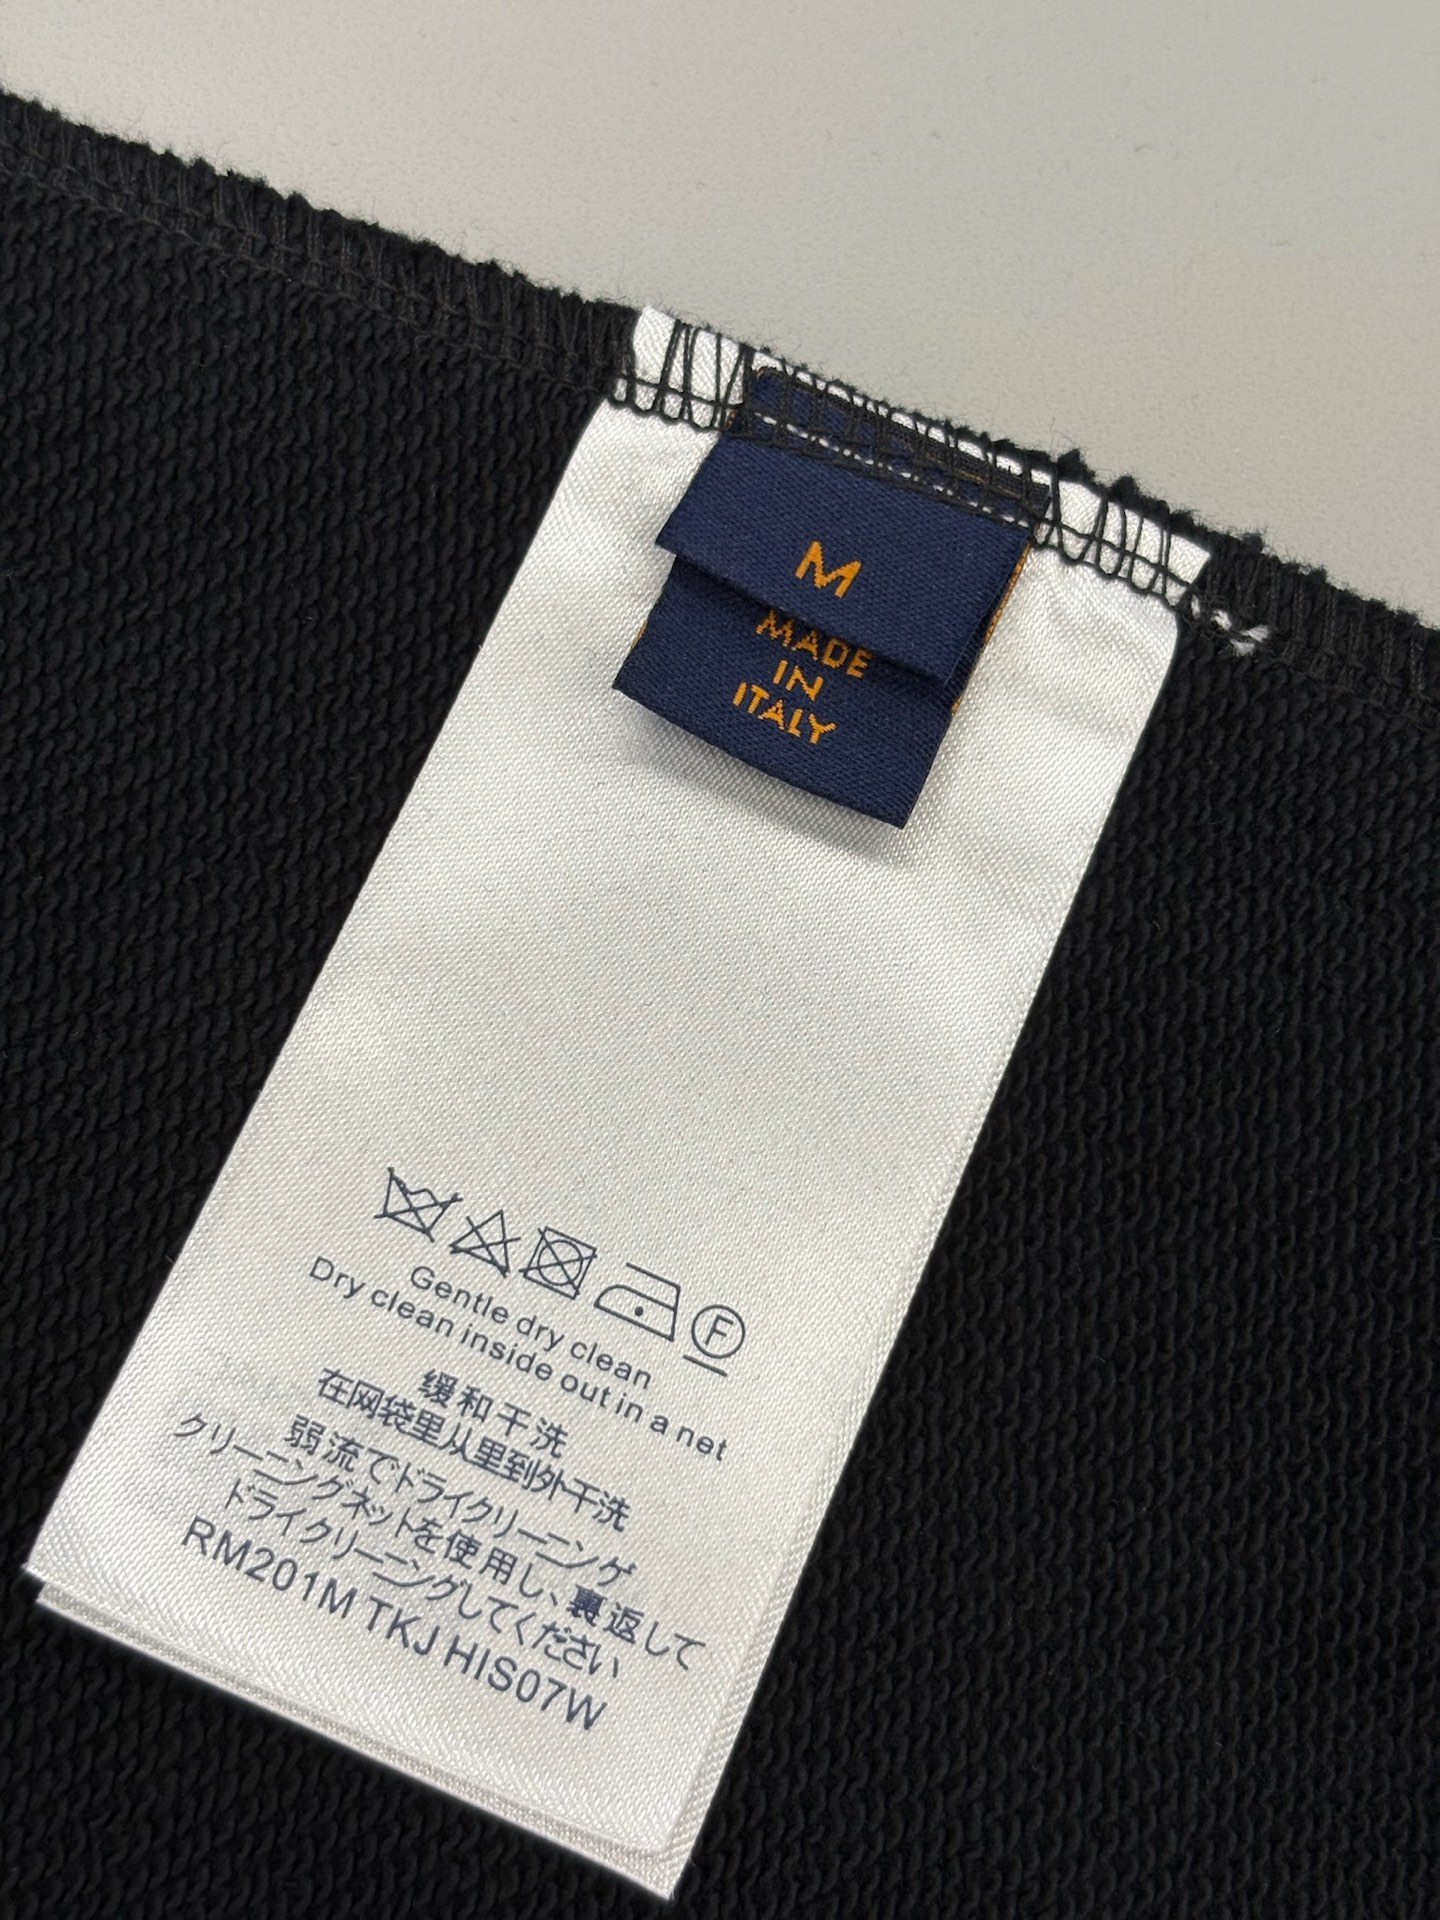 M
MADE
IN
ITALY
F
Gentle dry clean
Dry clean inside out in a net
缓和干洗
在网袋里从里到外干洗
弱流でドライクリーニング
クリーニングネットを使用し、裏返して
ドライクリーニングしてください
RM201M TKJ HIS07W